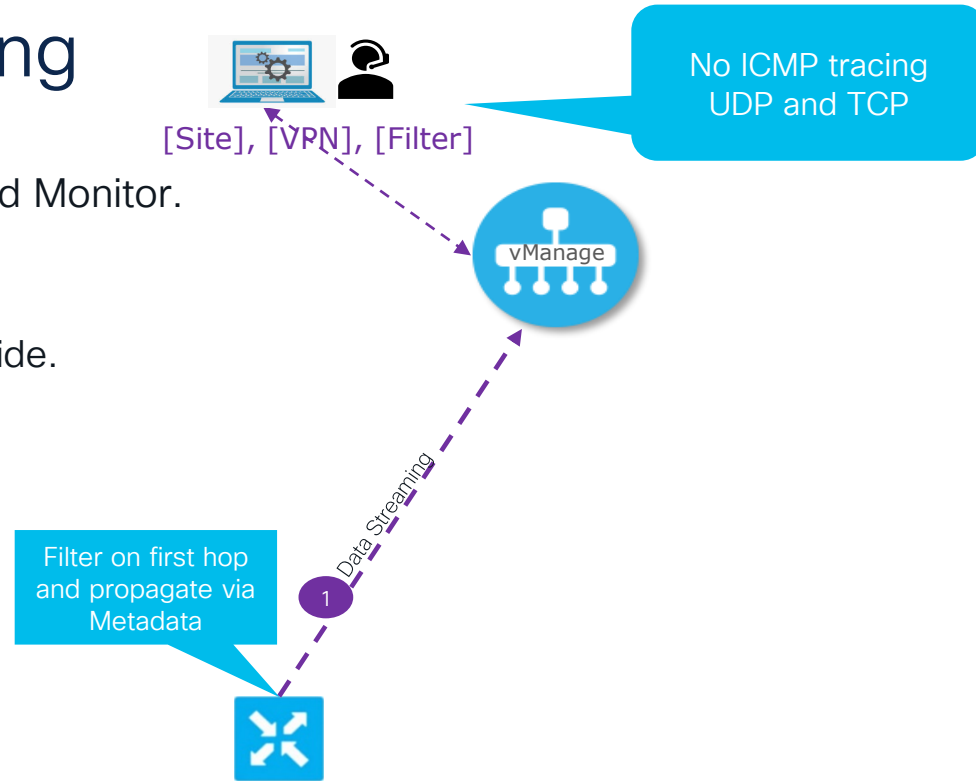 ng
No ICMP tracing
UDP and TCP
[Site], [VPN], [Filter]
d Monitor.
vManage
ide.
Data Streaming
Filter on first hop
and propagate via
Metadata
1